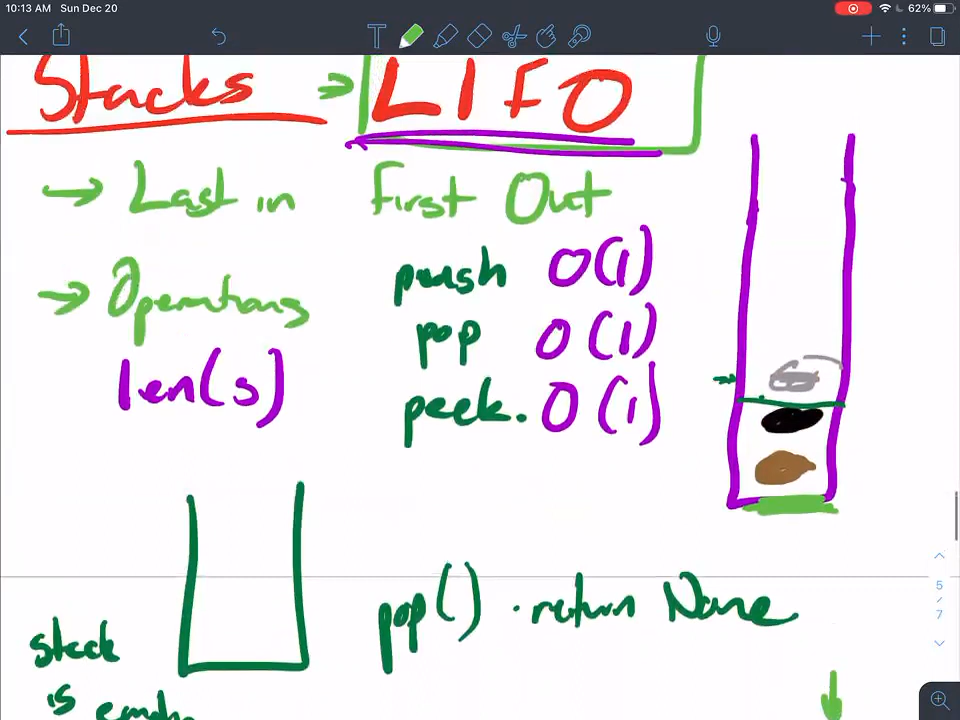 10:13 AM Sun Dec 20
62%
Stacks → LIFO
→ Last in First Out
→ Operations
push O(1)
pop O(1)
len(s)
peek. O(1)
pop() . return None
stack
is empty
5
/
7